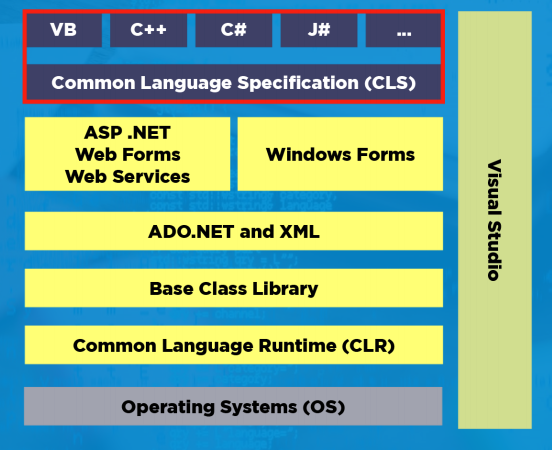 VB
C++
C#
J#
...
Common Language Specification (CLS)
ASP .NET
Web Forms
Web Services
Windows Forms
ADO.NET and XML
Base Class Library
Common Language Runtime (CLR)
Operating Systems (OS)
Visual Studio